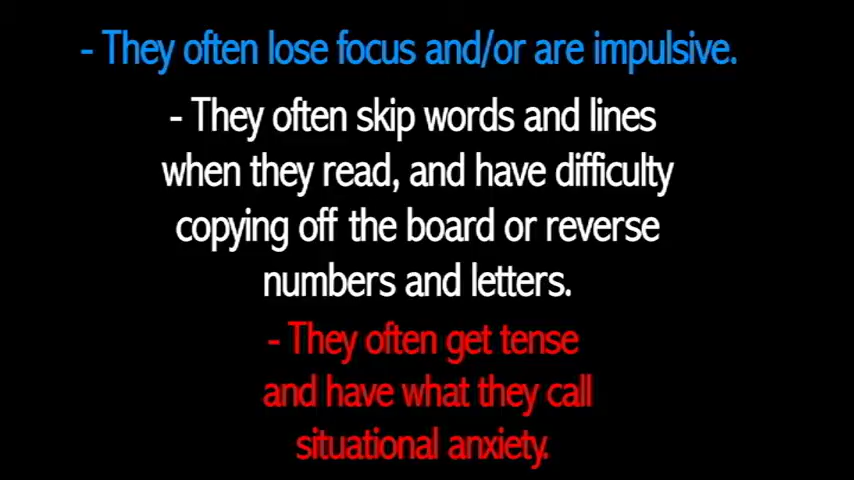 - They often lose focus and/or are impulsive.
- They often skip words and lines
when they read, and have difficulty
copying off the board or reverse
numbers and letters.
- They often get tense
and have what they call
situational anxiety.